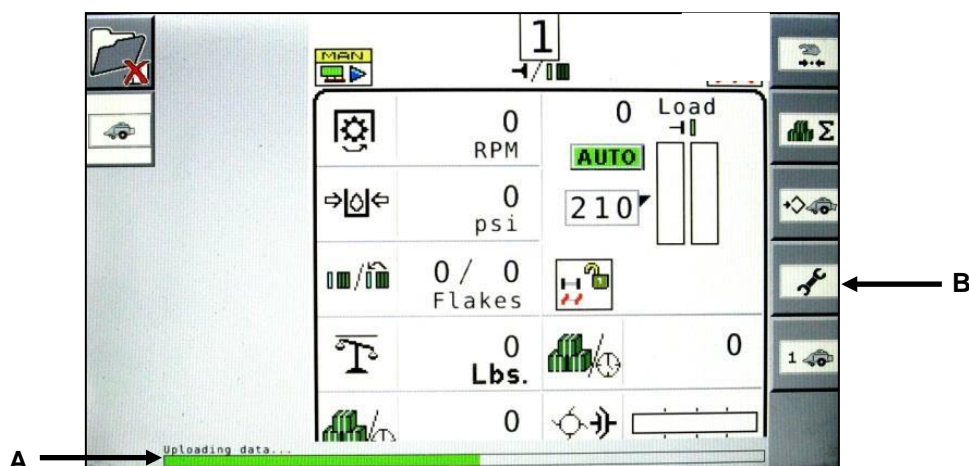 1
MAN
0
RPM
0
Load
AUTO
0
psi
210
0 / 0
Flakes
1
B
0
Lbs.
0
1
0
Uploading data...
A